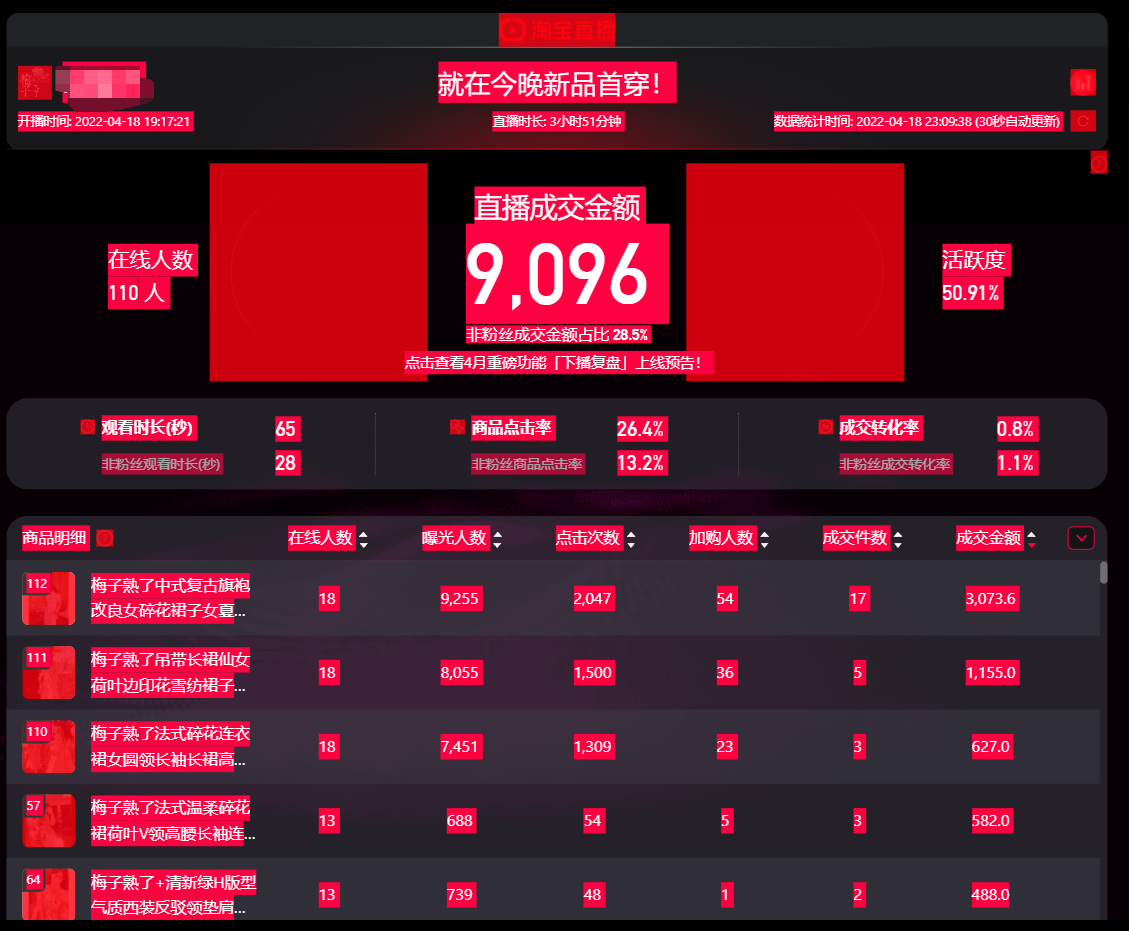 淘宝直播
就在今晚新品首穿！
开播时间: 2022-04-18 19:17:21
直播时长: 3小时51分钟
数据统计时间: 2022-04-18 23:09:38 (30秒自动更新)
直播成交金额
9,096
在线人数
110 人
活跃度
50.91%
非粉丝成交金额占比 28.5%
点击查看4月重磅功能「下播复盘」上线预告！
观看时长(秒) 65 商品点击率 26.4% 成交转化率 0.8%
非粉丝观看时长(秒) 28 非粉丝商品点击率 13.2% 非粉丝成交转化率 1.1%
商品明细 在线人数 曝光人数 点击次数 加购人数 成交件数 成交金额
112 梅子熟了中式复古旗袍
改良女碎花裙子女夏...
18 9,255 2,047 54 17 3,073.6
111 梅子熟了吊带长裙仙女
荷叶边印花雪纺裙子...
18 8,055 1,500 36 5 1,155.0
110 梅子熟了法式碎花连衣
裙女圆领长袖长裙高...
18 7,451 1,309 23 3 627.0
57 梅子熟了法式温柔碎花
裙荷叶V领高腰长袖连...
13 688 54 5 3 582.0
64 梅子熟了+清新绿H版型
气质西装反驳领垫肩...
13 739 48 1 2 488.0